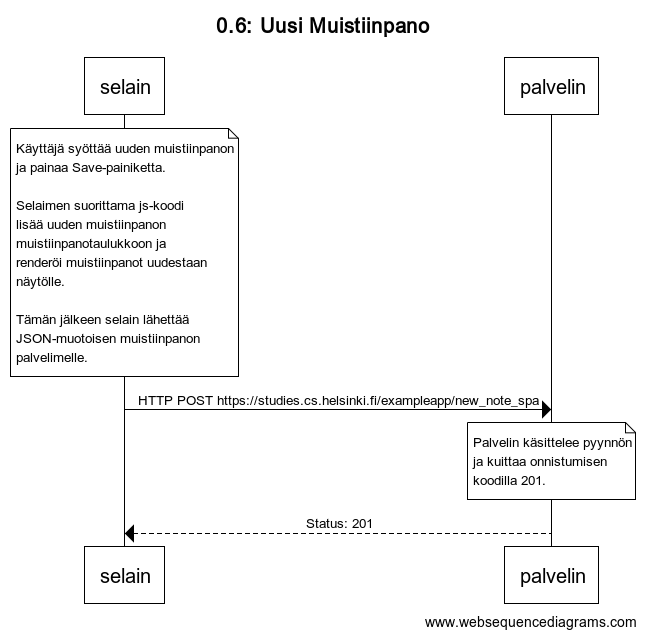 0.6: Uusi Muistiinpano
selain
palvelin
Käyttäjä syöttää uuden muistiinpanon
ja painaa Save-painiketta.
Selaimen suorittama js-koodi
lisää uuden muistiinpanon
muistiinpanotaulukkoon ja
renderöi muistiinpanot uudestaan
näytölle.
Tämän jälkeen selain lähettää
JSON-muotoisen muistiinpanon
palvelimelle.
HTTP POST https://studies.cs.helsinki.fi/exampleapp/new_note_spa
Palvelin käsittelee pyynnön
ja kuittaa onnistumisen
koodilla 201.
Status: 201
selain
palvelin
www.websequencediagrams.com